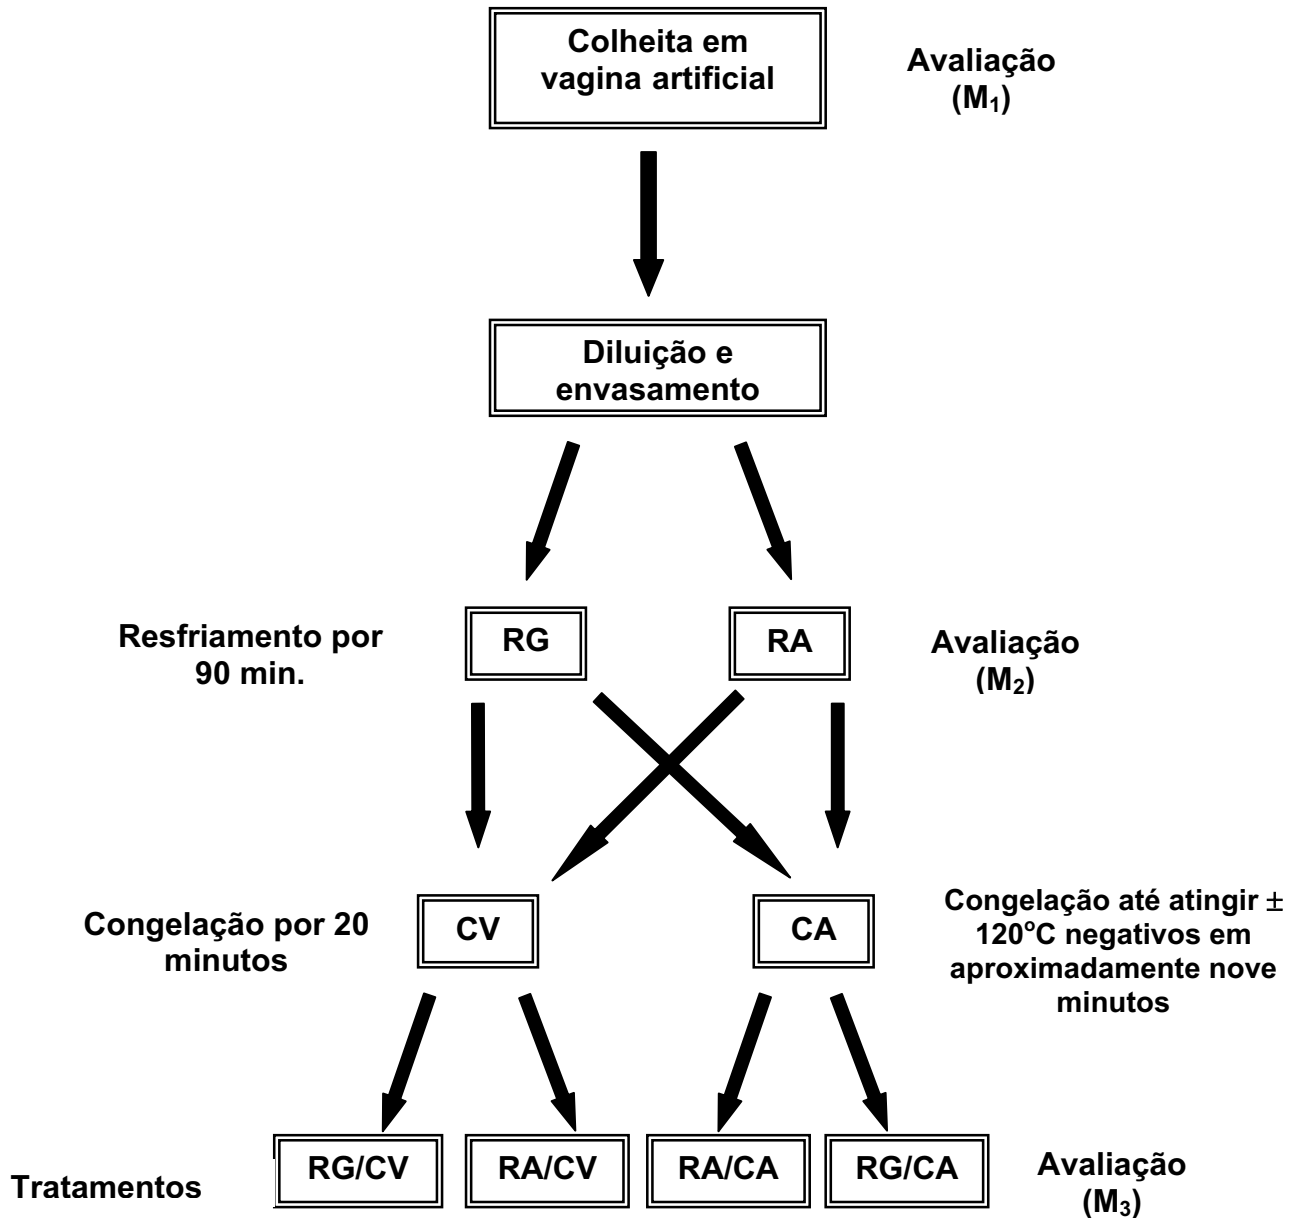 Colheita em
vagina artificial
Avaliação
(M₁)
Diluição e
envasamento
Resfriamento por
90 min.
RG
RA
Avaliação
(M₂)
Congelação por 20
minutos
CV
CA
Congelação até atingir ±
120°C negativos em
aproximadamente nove
minutos
Tratamentos
RG/CV
RA/CV
RA/CA
RG/CA
Avaliação
(M₃)